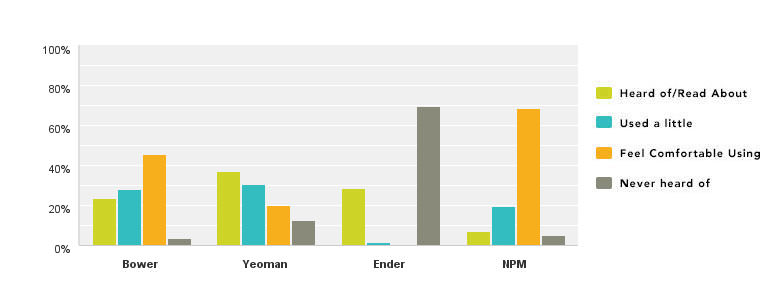 100%
80%
60%
40%
20%
0%
Bower Yeoman Ender NPM
Heard of/Read About
Used a little
Feel Comfortable Using
Never heard of